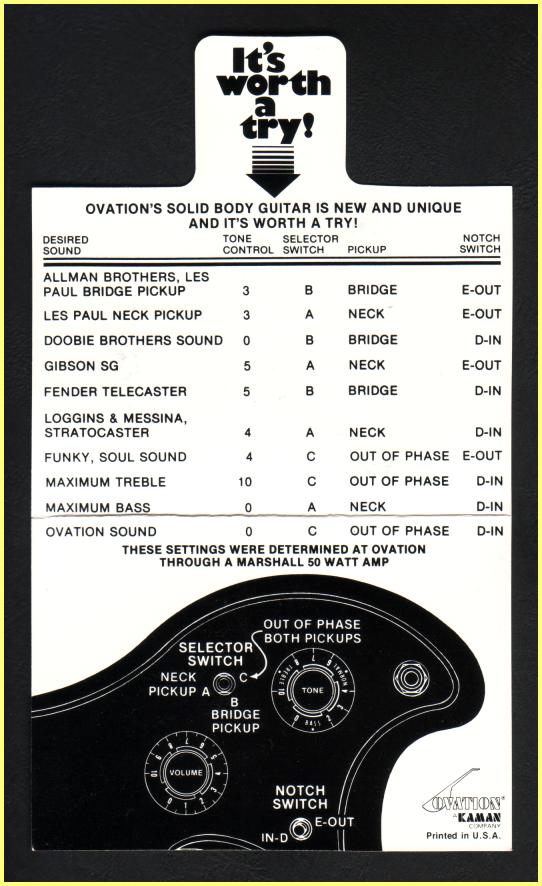 It's
worth
a
try!
OVATION'S SOLID BODY GUITAR IS NEW AND UNIQUE
AND IT'S WORTH A TRY!
DESIRED SOUND TONE CONTROL SELECTOR SWITCH PICKUP NOTCH SWITCH
ALLMAN BROTHERS, LES
PAUL BRIDGE PICKUP 3 B BRIDGE E-OUT
LES PAUL NECK PICKUP 3 A NECK E-OUT
DOOBIE BROTHERS SOUND 0 B BRIDGE D-IN
GIBSON SG 5 A NECK E-OUT
FENDER TELECASTER 5 B BRIDGE D-IN
LOGGINS & MESSINA,
STRATOCASTER 4 A NECK D-IN
FUNKY, SOUL SOUND 4 C OUT OF PHASE E-OUT
MAXIMUM TREBLE 10 C OUT OF PHASE D-IN
MAXIMUM BASS 0 A NECK D-IN
OVATION SOUND 0 C OUT OF PHASE D-IN
THESE SETTINGS WERE DETERMINED AT OVATION
THROUGH A MARSHALL 50 WATT AMP
OUT OF PHASE
BOTH PICKUPS
SELECTOR
SWITCH
C
NECK
PICKUP A
B
BRIDGE
PICKUP
TONE
TREBLE
NORMAL
BASS
VOLUME
NOTCH
SWITCH
E-OUT
IN-D
OVATION
A KAMAN
COMPANY
Printed in U.S.A.